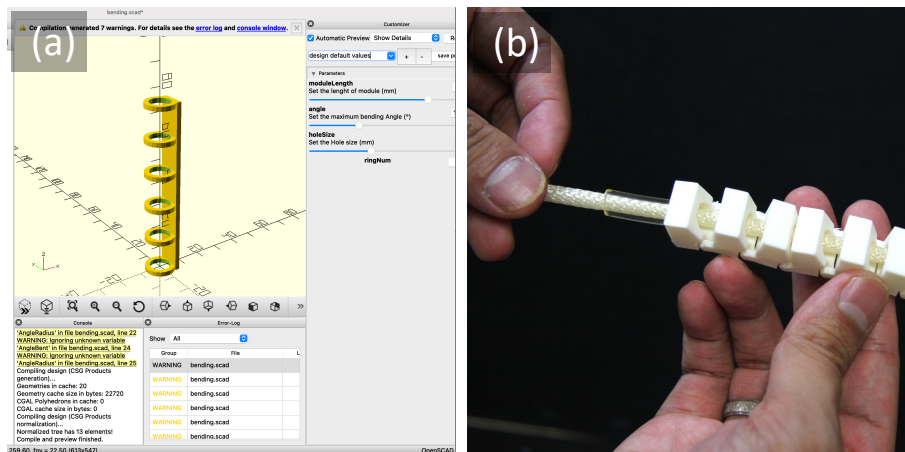 bending.scad*
Compilation generated 7 warnings. For details see the error log and console window.
(a)
Customizer
Automatic Preview Show Details
design default values
+ - save
Parameters
moduleLength
Set the lenght of module (mm)
angle
Set the maximum bending Angle (º)
holeSize
Set the Hole size (mm)
ringNum
Console
'AngleRadius' in file bending.scad, line 22
WARNING: Ignoring unknown variable
'AngleBent' in file bending.scad, line 24
WARNING: Ignoring unknown variable
'AngleRadius' in file bending.scad, line 25
Compiling design (CSG Products
generation)...
Geometries in cache: 20
Geometry cache size in bytes: 22720
CGAL Polyhedrons in cache: 0
CGAL cache size in bytes: 0
Compiling design (CSG Products
normalization)...
Normalized tree has 13 elements!
Compile and preview finished.
Error-Log
Show All
Group File L
WARNING bending.scad
WARNING bending.scad
WARNING bending.scad
WARNING bending.scad
WARNING bending.scad
WARNING bending.scad
OpenSCAD
(b)